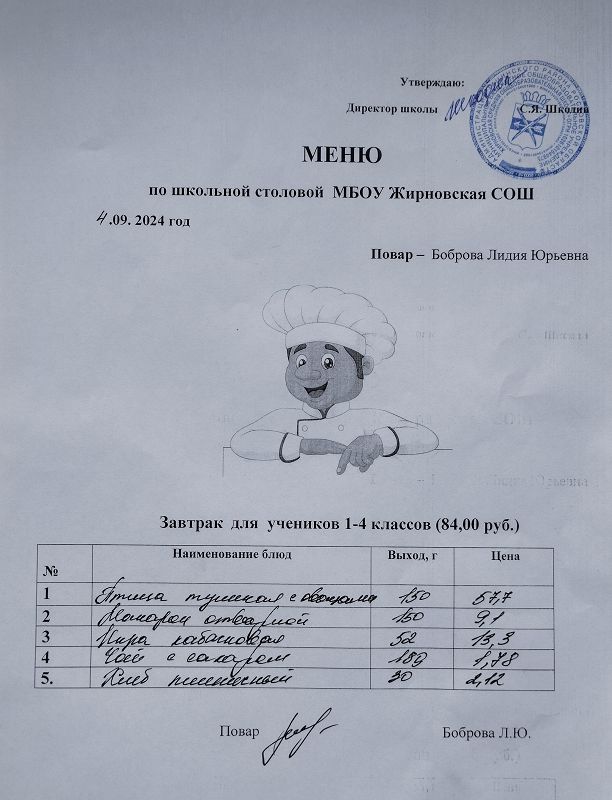 Утверждаю:
Директор школы С.Я. Шкодин
МЕНЮ
по школьной столовой МБОУ Жирновская СОШ
4.09. 2024 год
Повар – Боброва Лидия Юрьевна
Завтрак для учеников 1-4 классов (84,00 руб.)
№ Наименование блюд Выход, г Цена
1 Птица тушеная с овощами 150 57,7
2 отварной 150 9,1
3 Икра кабачковая 52 13,3
4 Чай с сахаром 1,78
5. Хлеб пшеничный 30 2,12
Повар Боброва Л.Ю.